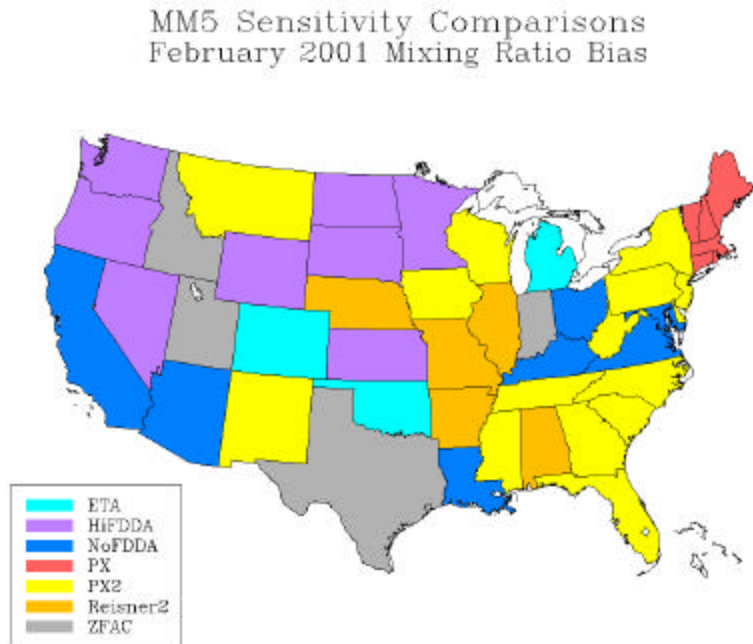 MM5 Sensitivity Comparisons
February 2001 Mixing Ratio Bias
ETA
HiFDDA
NoFDDA
PX
PX2
Reisner2
ZFAC